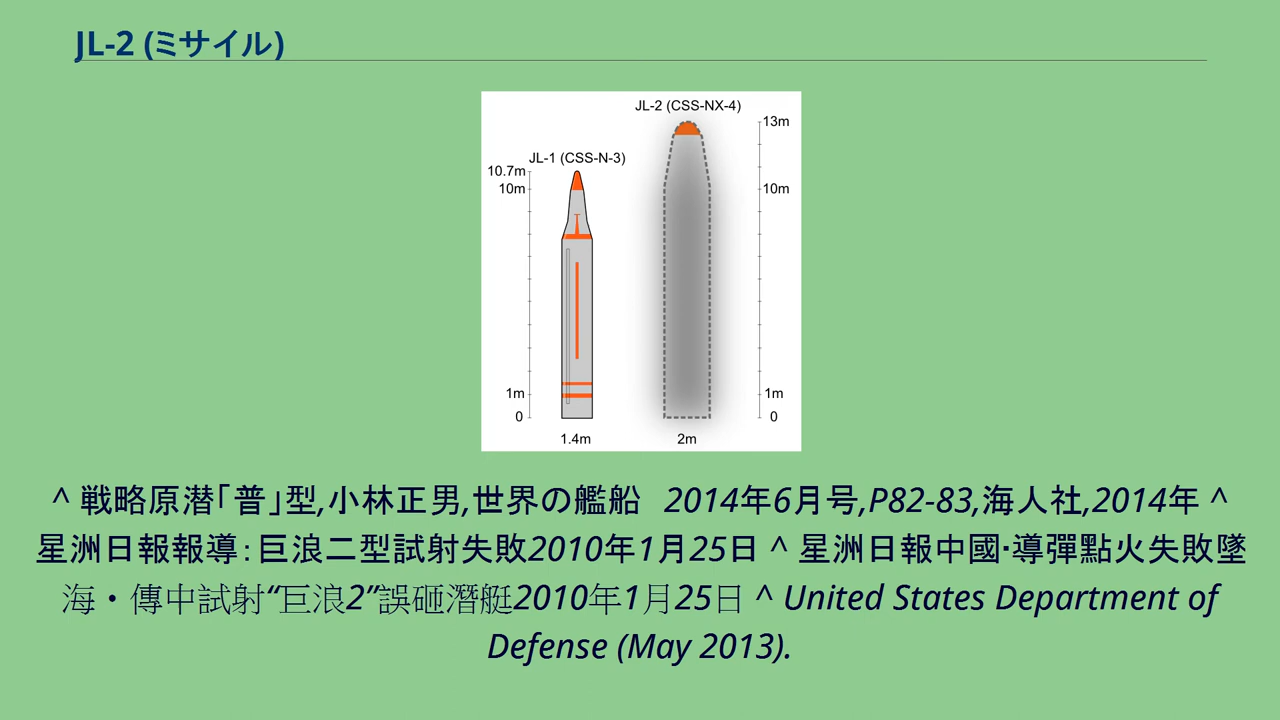 JL-2 (ミサイル)
JL-2 (CSS-NX-4)
13m
JL-1 (CSS-N-3)
10.7m
10m
10m
1m
1m
0
0
1.4m
2m
^ 戦略原潜｢普｣型,小林正男,世界の艦船　2014年6月号,P82-83,海人社,2014年 ^
星洲日報報導：巨浪二型試射失敗2010年1月25日 ^ 星洲日報中國·導彈點火失敗墜
海・傳中試射“巨浪2”誤砸潛艇2010年1月25日 ^ United States Department of
Defense (May 2013).